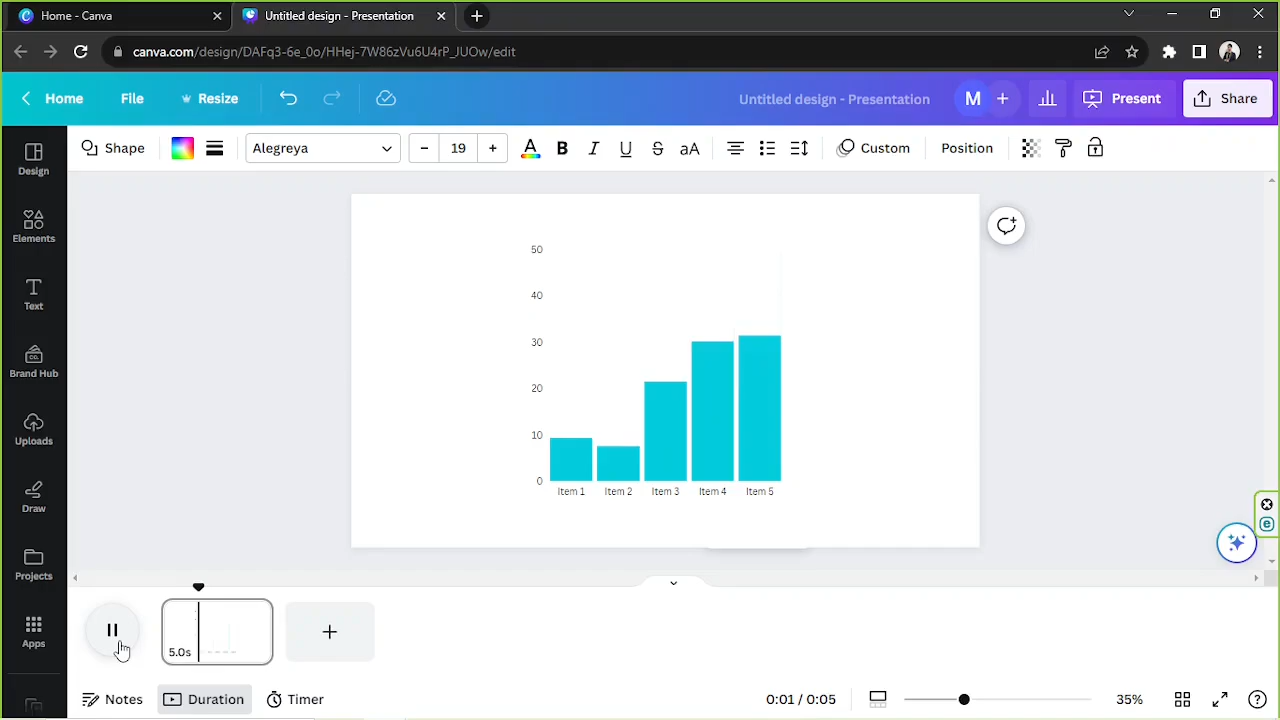 Home - Canva
Untitled design - Presentation
canva.com/design/DAFq3-6e_0o/HHej-7W86zVu6U4rP_JUOw/edit
Home File Resize Untitled design - Presentation M + Present Share
Shape Alegreya - 19 + A B I U S aA Custom Position
Design
Elements
Text
Brand Hub
CO.
Uploads
Draw
Projects
Apps
50
40
30
20
10
0
Item 1 Item 2 Item 3 Item 4 Item 5
5.0s
Notes Duration Timer 0:01 / 0:05 35%